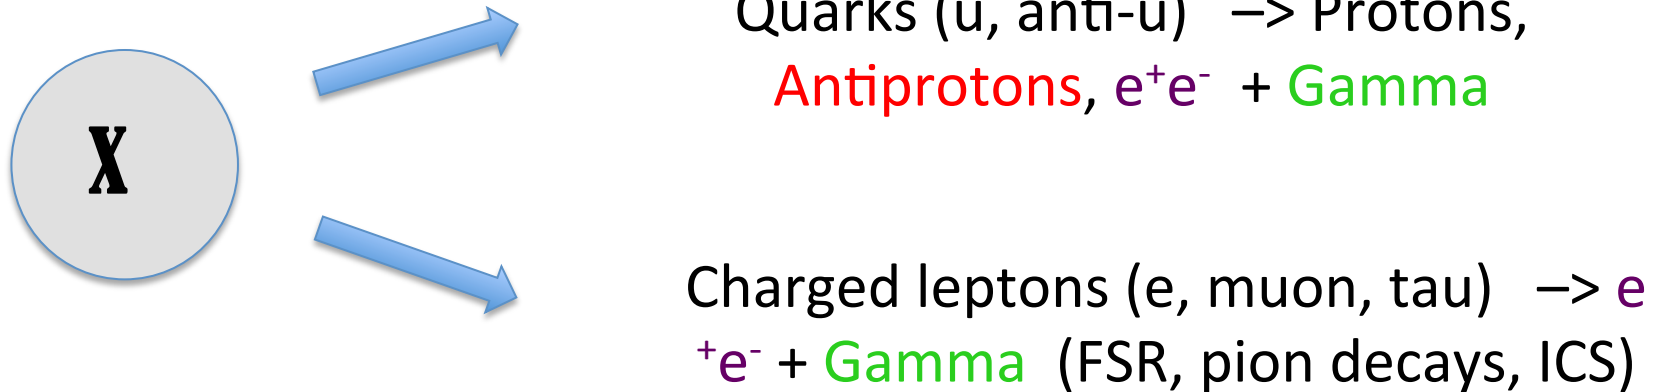 Quarks (u, anti-u) –> Protons,
Antiprotons, e⁺e⁻ + Gamma
X
Charged leptons (e, muon, tau) –> e
⁺e⁻ + Gamma (FSR, pion decays, ICS)